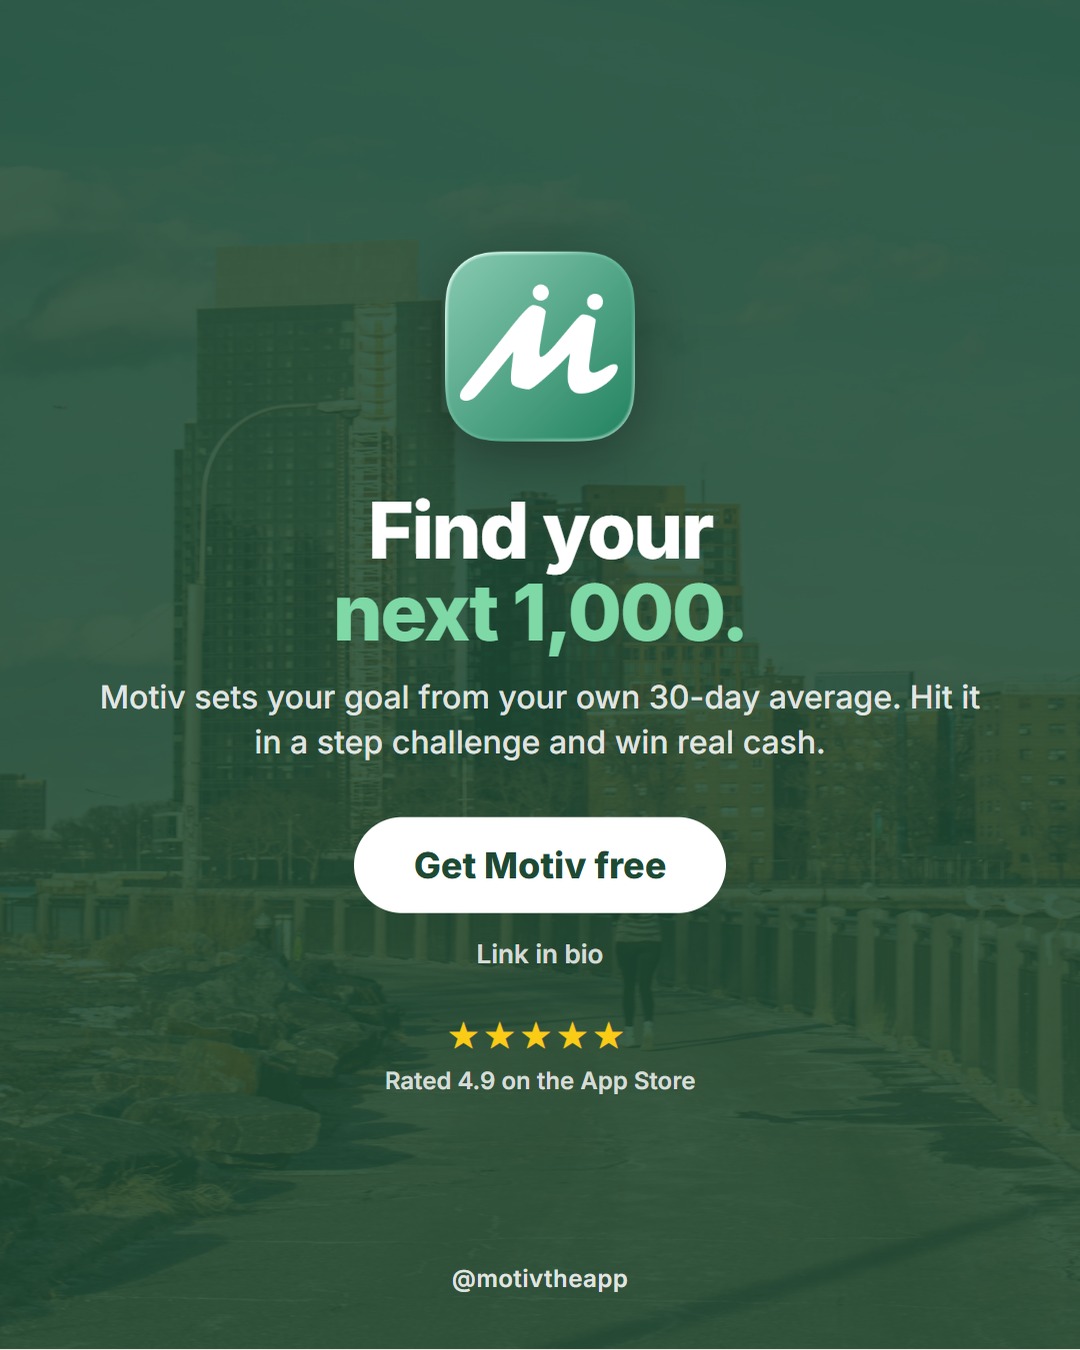 Find your
next 1,000.
Motiv sets your goal from your own 30-day average. Hit it
in a step challenge and win real cash.
Get Motiv free
Link in bio
★★★★★
Rated 4.9 on the App Store
@motivtheapp